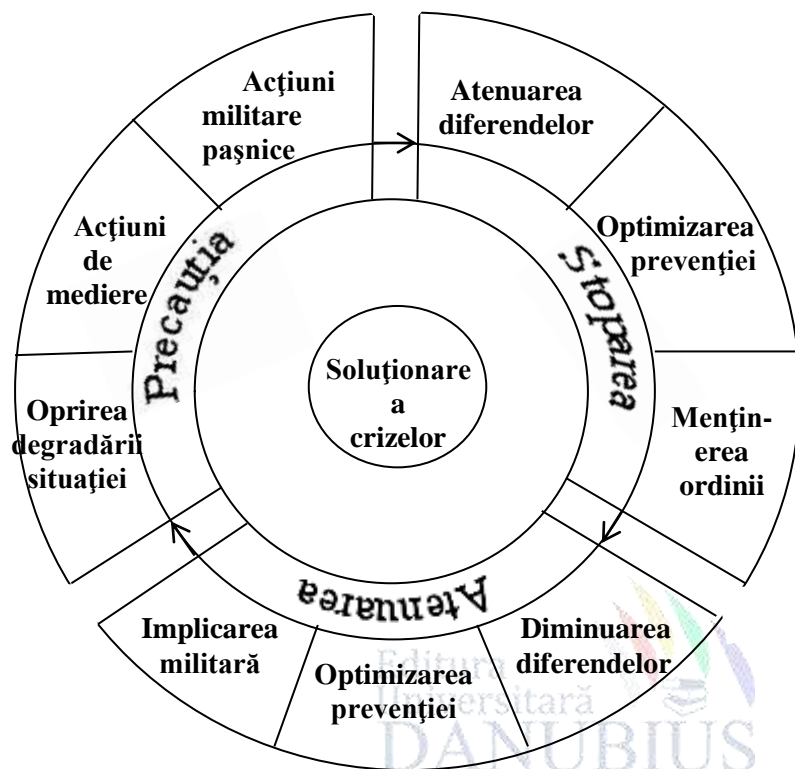 Acţiuni
militare
paşnice
Atenuarea
diferendelor
Optimizarea
prevenţiei
Menţin-
erea
ordinii
Diminuarea
diferendelor
Optimizarea
prevenţiei
Implicarea
militară
Oprirea
degradării
situaţiei
Acţiuni
de
mediere
Precauţia
Stoparea
Atenuarea
Soluţionare
a
crizelor
Editura
Universitară
DANUBIUS